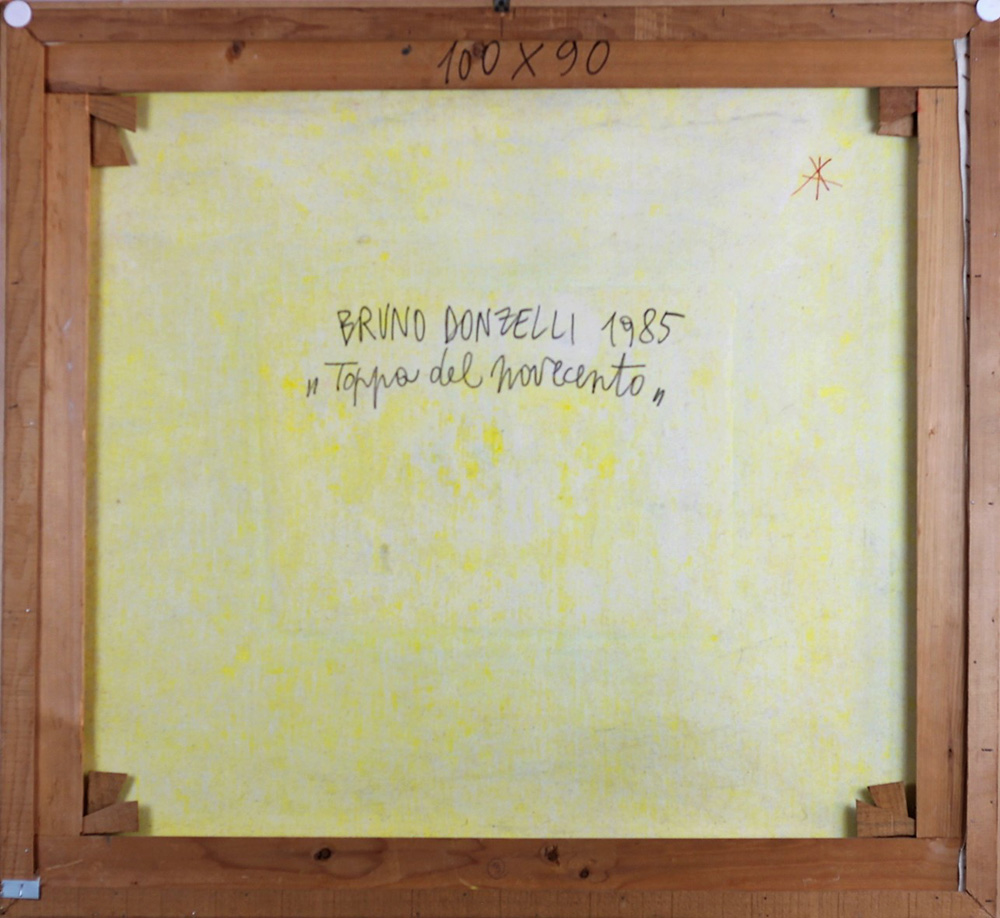 100 X 90
BRUNO DONZELLI 1985
„Toppa del novecento„